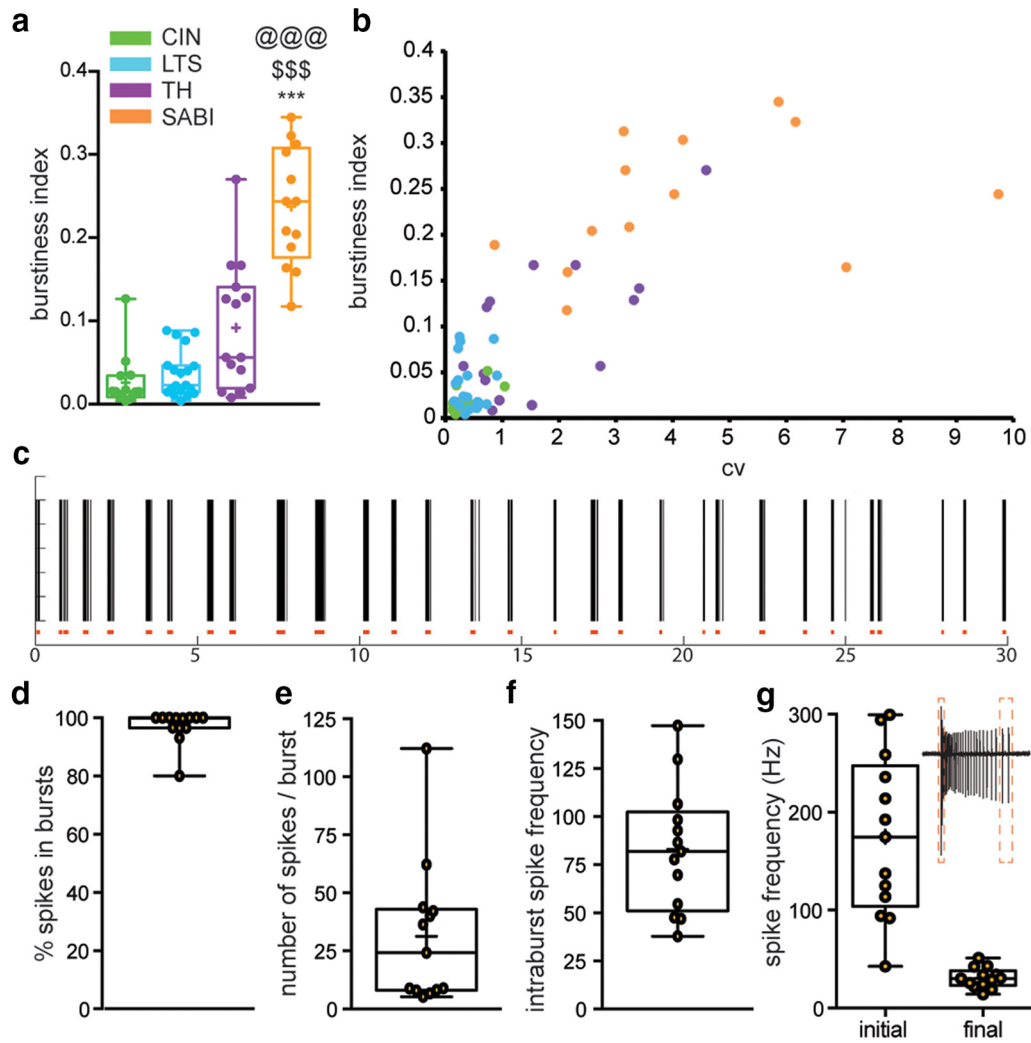 a
CIN
LTS
TH
SABI
@@@
$$$
***
0.4
0.3
0.2
0.1
0.0
burstiness index
b
0.4
0.35
0.3
0.25
0.2
0.15
0.1
0.05
0
burstiness index
0 1 2 3 4 5 6 7 8 9 10
cv
c
0 5 10 15 20 25 30
d
100
80
60
40
20
0
% spikes in bursts
e
125
100
75
50
25
0
number of spikes / burst
f
150
125
100
75
50
25
0
intraburst spike frequency
g
300
200
100
0
spike frequency (Hz)
initial final